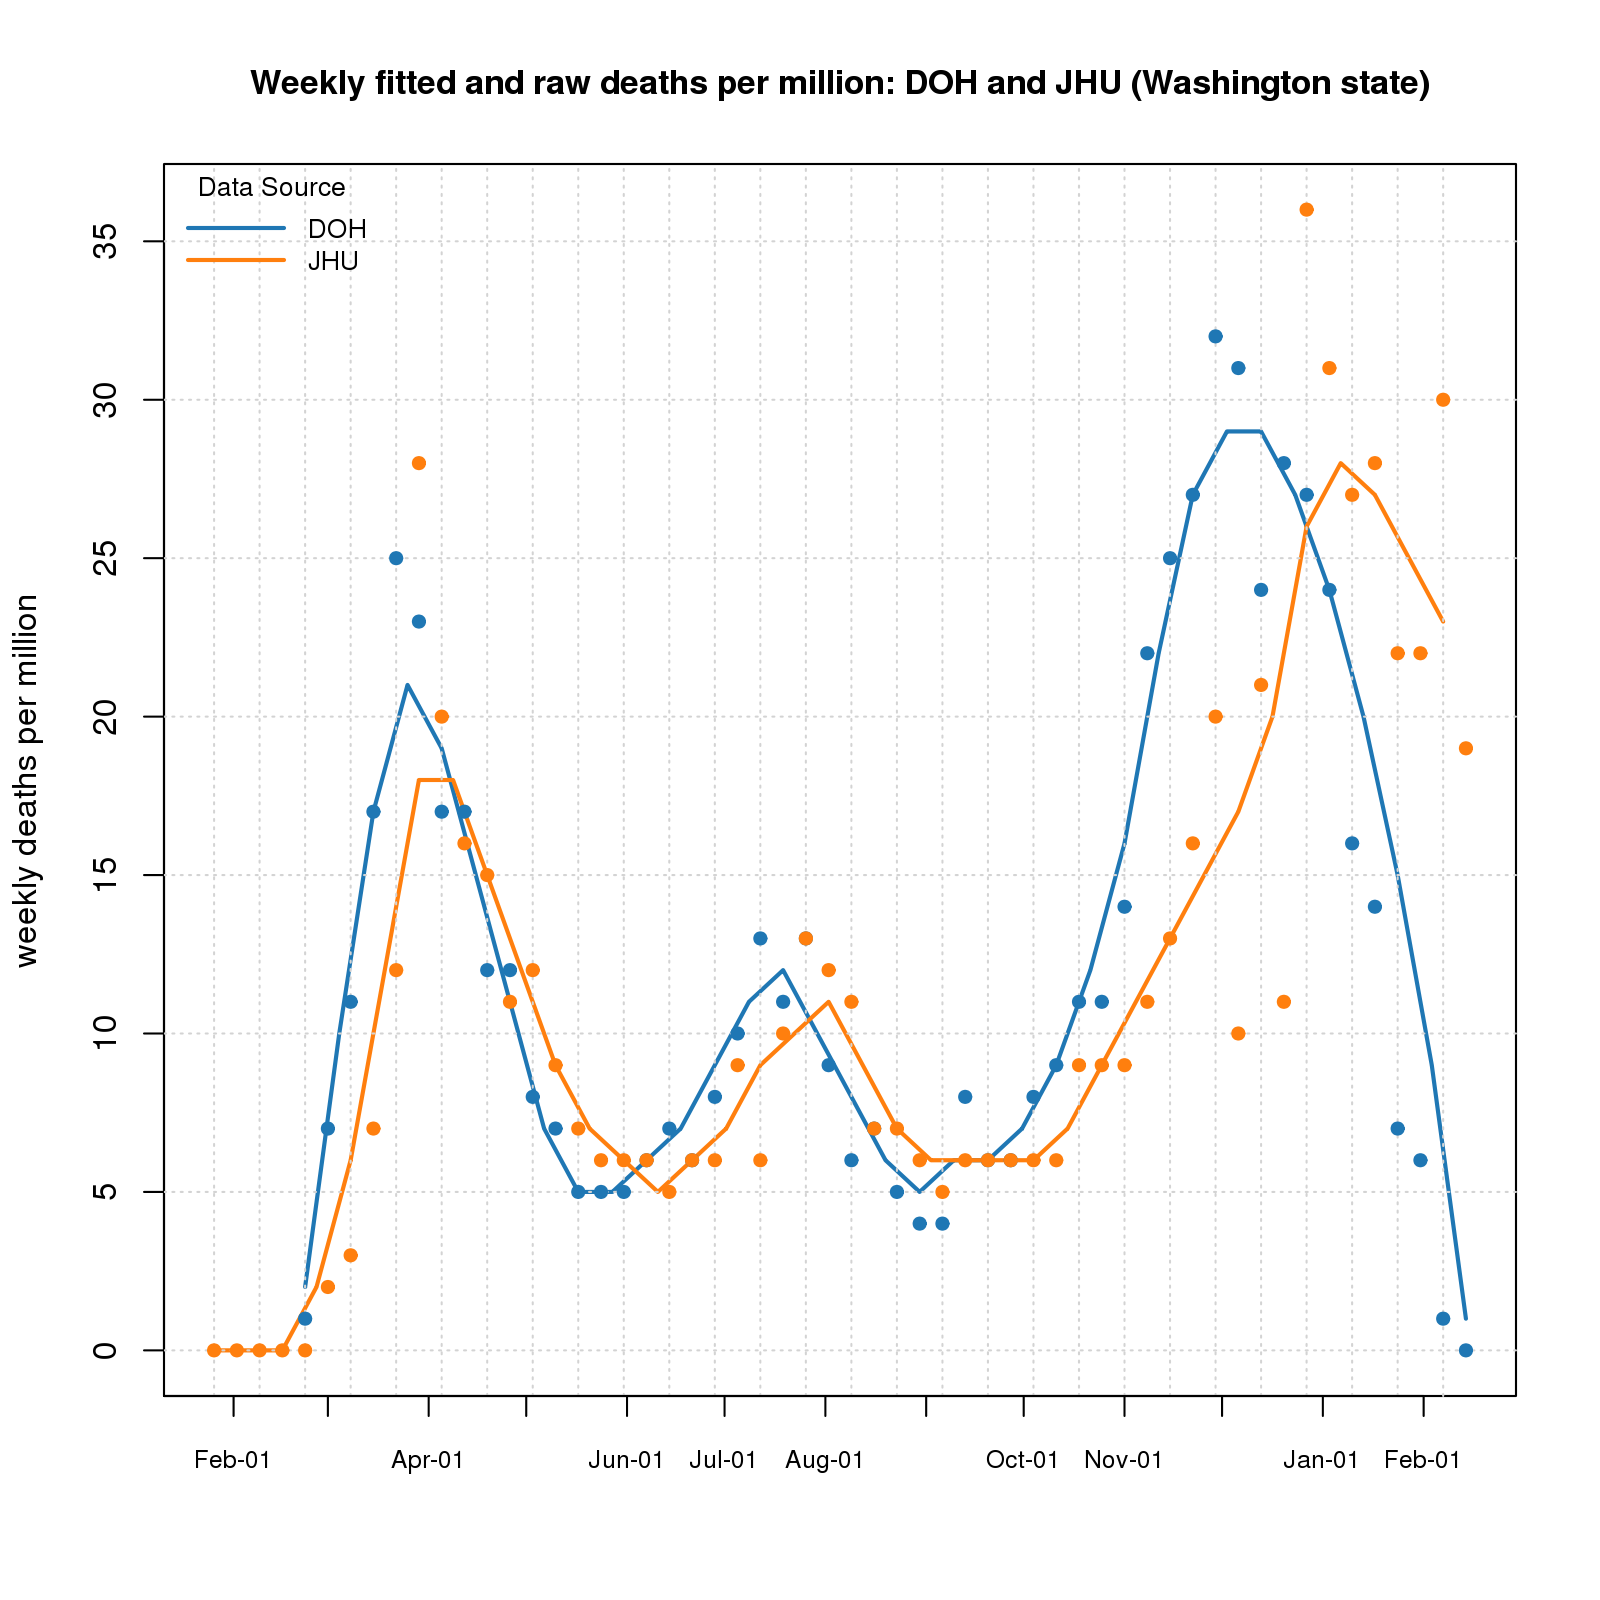 Weekly fitted and raw deaths per million: DOH and JHU (Washington state)
Data Source
DOH
JHU
35
30
25
20
15
10
5
0
weekly deaths per million
Feb-01 Apr-01 Jun-01 Jul-01 Aug-01 Oct-01 Nov-01 Jan-01 Feb-01